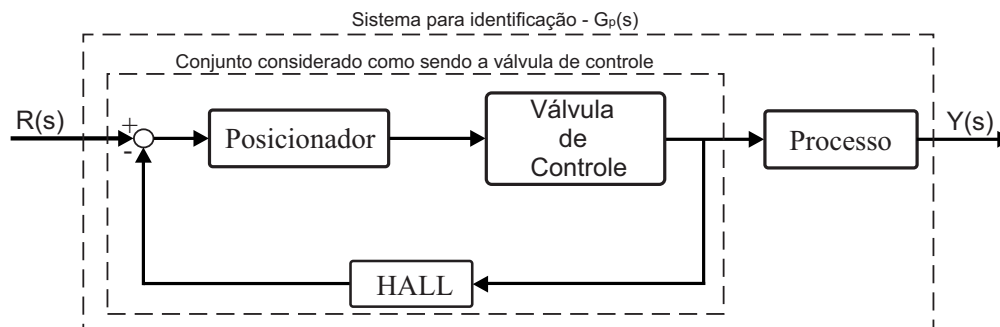 Sistema para identificação - Gp(s)
Conjunto considerado como sendo a válvula de controle
R(s)
+
-
Posicionador
Válvula
de
Controle
Processo
Y(s)
HALL